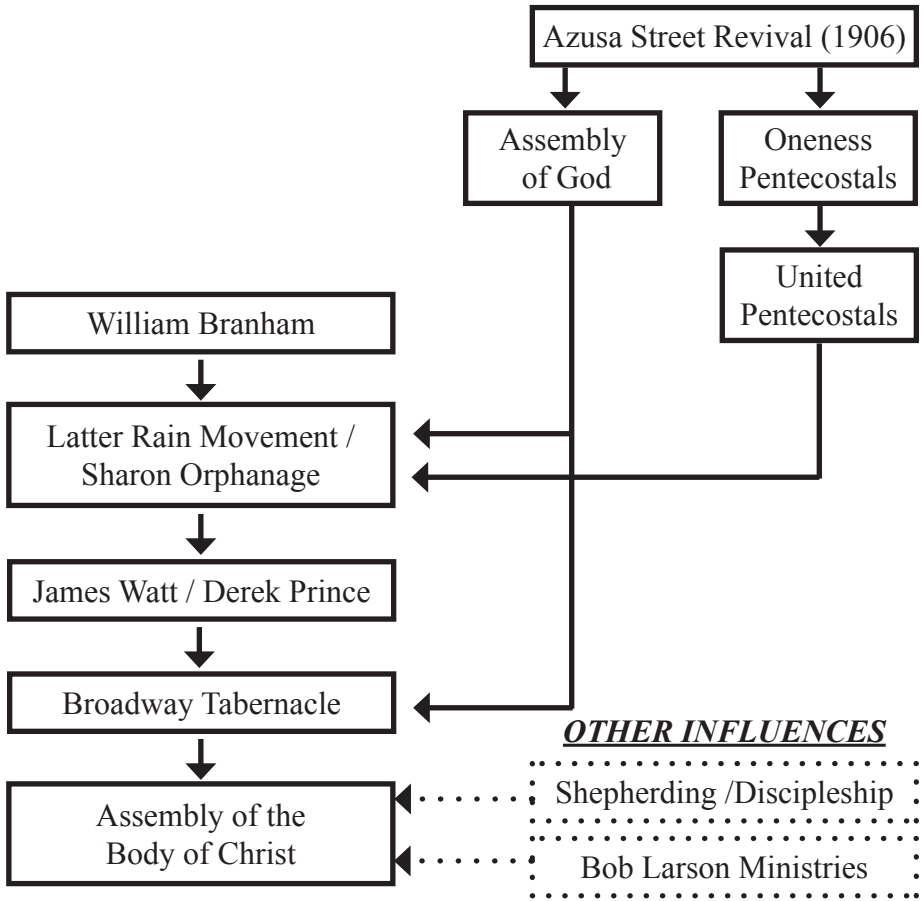 Azusa Street Revival (1906)
Assembly
of God
Oneness
Pentecostals
United
Pentecostals
William Branham
Latter Rain Movement /
Sharon Orphanage
James Watt / Derek Prince
Broadway Tabernacle
Assembly of the
Body of Christ
OTHER INFLUENCES
Shepherding /Discipleship
Bob Larson Ministries